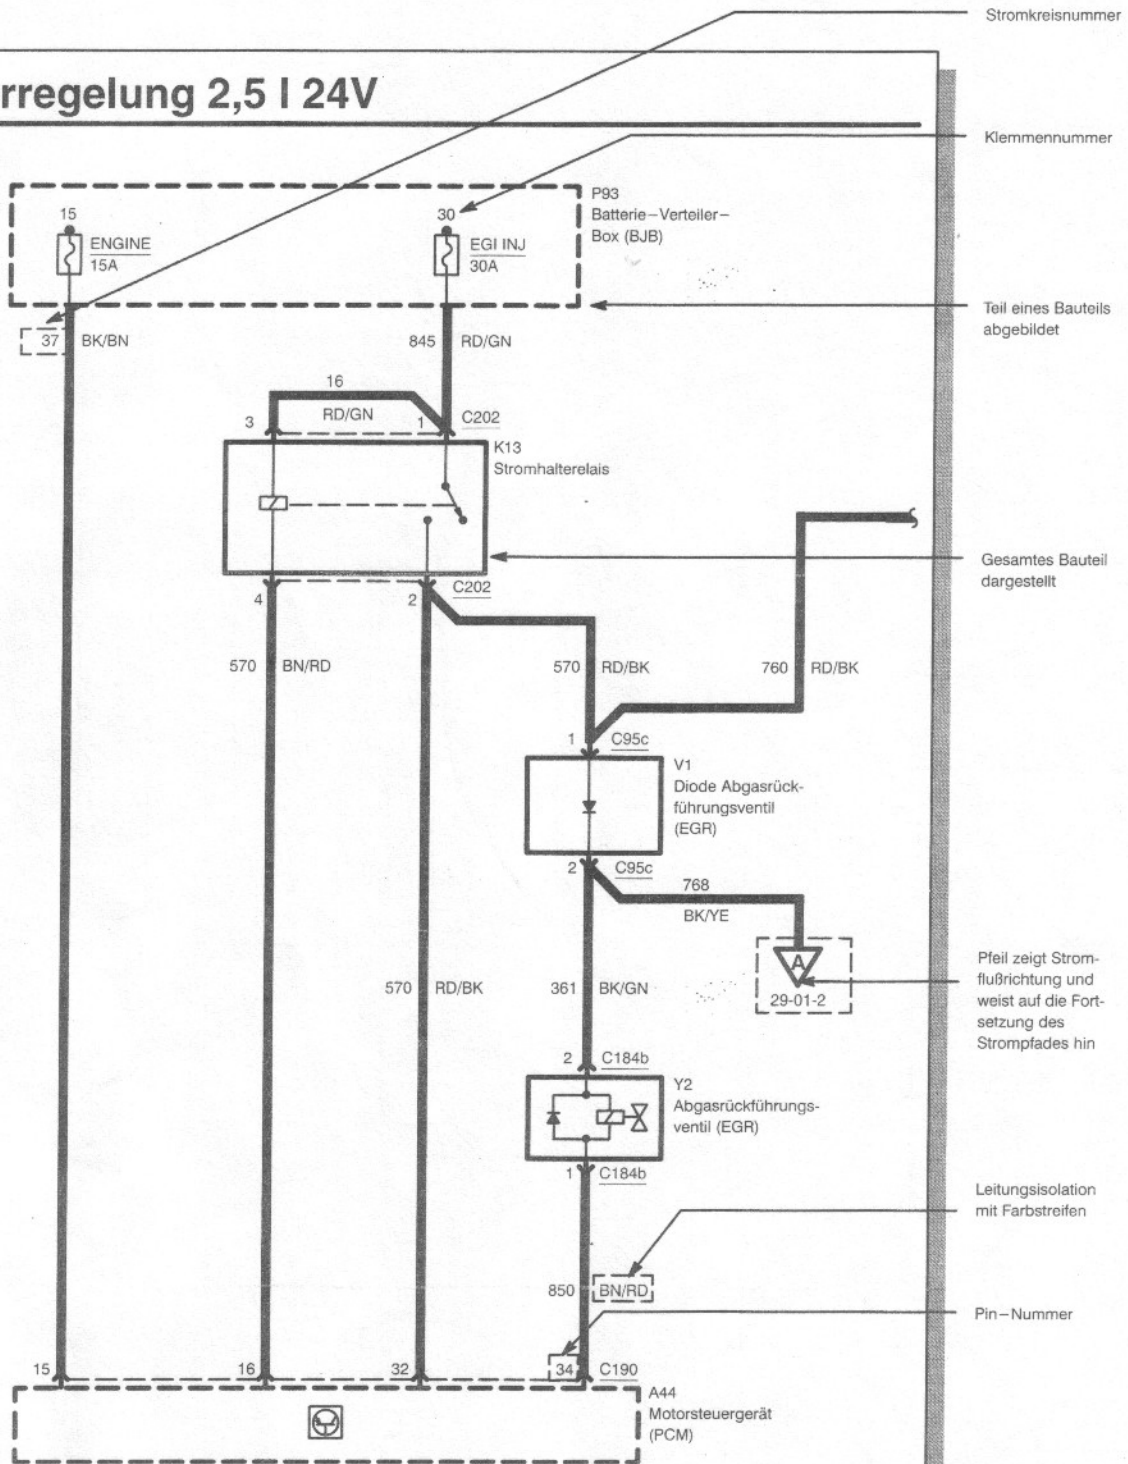 Stromkreisnummer
rregelung 2,5 l 24V
Klemmennummer
P93
Batterie-Verteiler-
Box (BJB)
15
ENGINE
15A
30
EGI INJ
30A
Teil eines Bauteils
abgebildet
37 BK/BN
845 RD/GN
16
RD/GN
3
1
C202
K13
Stromhalterelais
Gesamtes Bauteil
dargestellt
4
2
C202
570 BN/RD
570 RD/BK
760 RD/BK
1
C95c
V1
Diode Abgasrück-
führungsventil
(EGR)
2
C95c
768
BK/YE
A
29-01-2
Pfeil zeigt Strom-
flußrichtung und
weist auf die Fort-
setzung des
Strompfades hin
570 RD/BK
361 BK/GN
2
C184b
Y2
Abgasrückführungs-
ventil (EGR)
1
C184b
Leitungsisolation
mit Farbstreifen
850 BN/RD
Pin-Nummer
15
16
32
34
C190
A44
Motorsteuergerät
(PCM)